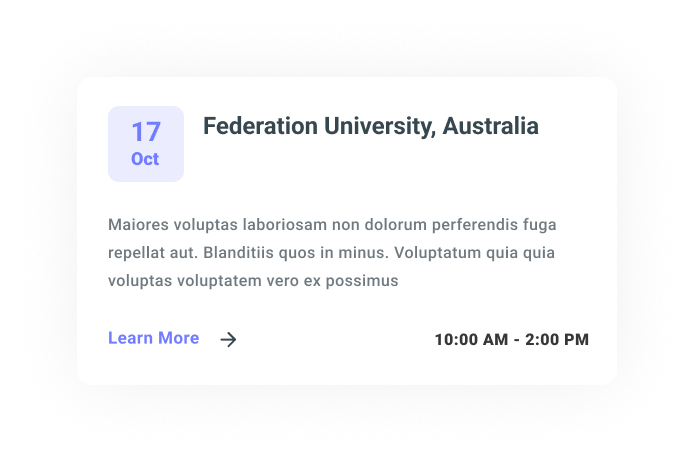 17
Oct
Federation University, Australia
Maiores voluptas laboriosam non dolorum perferendis fuga
repellat aut. Blanditiis quos in minus. Voluptatum quia quia
voluptas voluptatem vero ex possimus
Learn More
10:00 AM - 2:00 PM